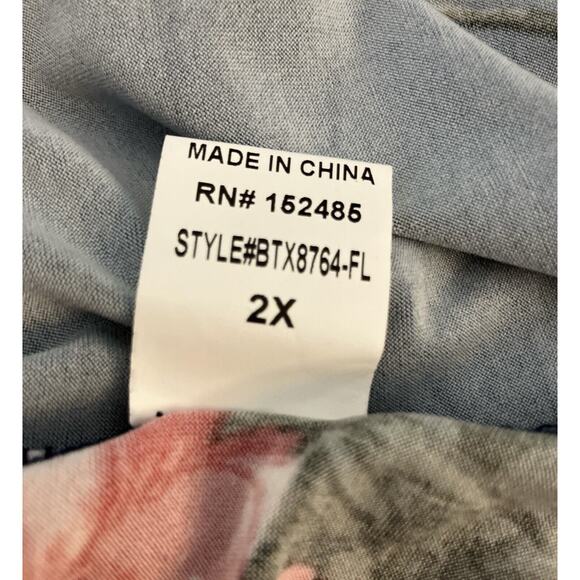 MADE IN CHINA
RN# 152485
STYLE#BTX8764-FL
2X